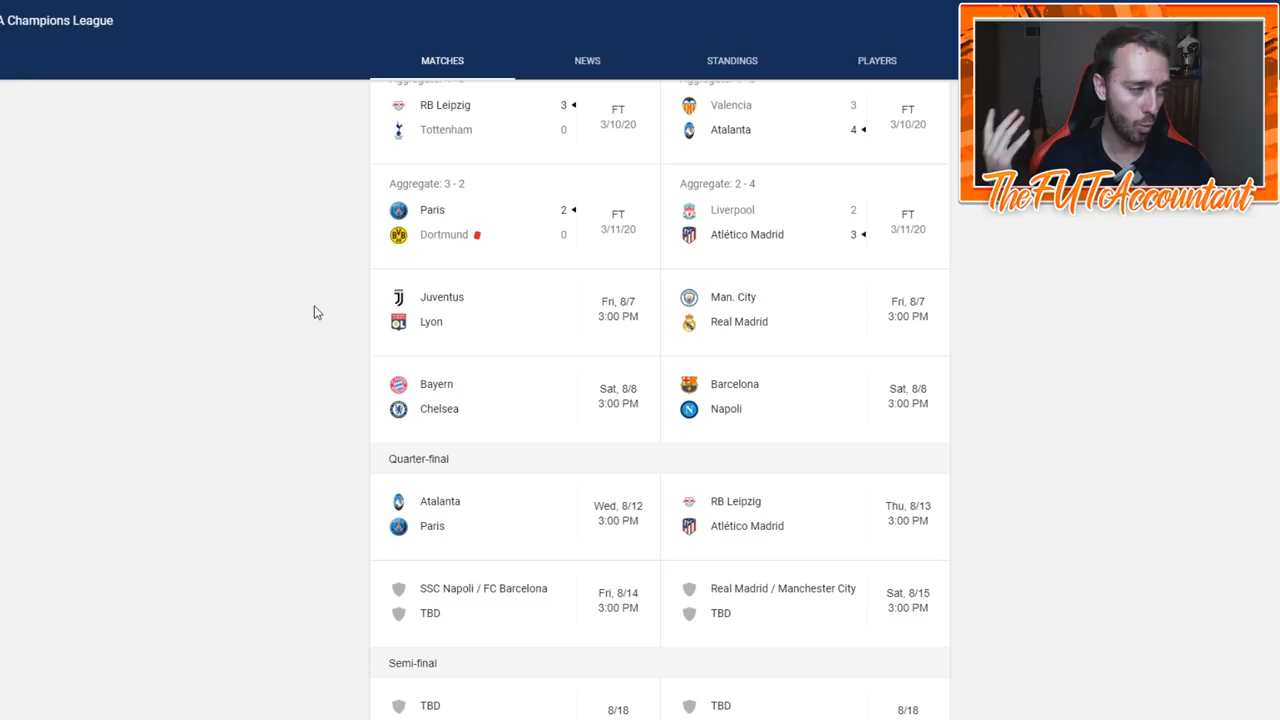 A Champions League
MATCHES
NEWS
STANDINGS
PLAYERS
RB Leipzig 3
Tottenham 0
FT
3/10/20
Valencia 3
Atalanta 4
FT
3/10/20
Aggregate: 3 - 2
Paris 2
Dortmund 0
FT
3/11/20
Aggregate: 2 - 4
Liverpool 2
Atlético Madrid 3
FT
3/11/20
Juventus
Lyon
Fri, 8/7
3:00 PM
Man. City
Real Madrid
Fri, 8/7
3:00 PM
Bayern
Chelsea
Sat, 8/8
3:00 PM
Barcelona
Napoli
Sat, 8/8
3:00 PM
Quarter-final
Atalanta
Paris
Wed, 8/12
3:00 PM
RB Leipzig
Atlético Madrid
Thu, 8/13
3:00 PM
SSC Napoli / FC Barcelona
TBD
Fri, 8/14
3:00 PM
Real Madrid / Manchester City
TBD
Sat, 8/15
3:00 PM
Semi-final
TBD
8/18
TBD
8/18
TheFUTAccountant